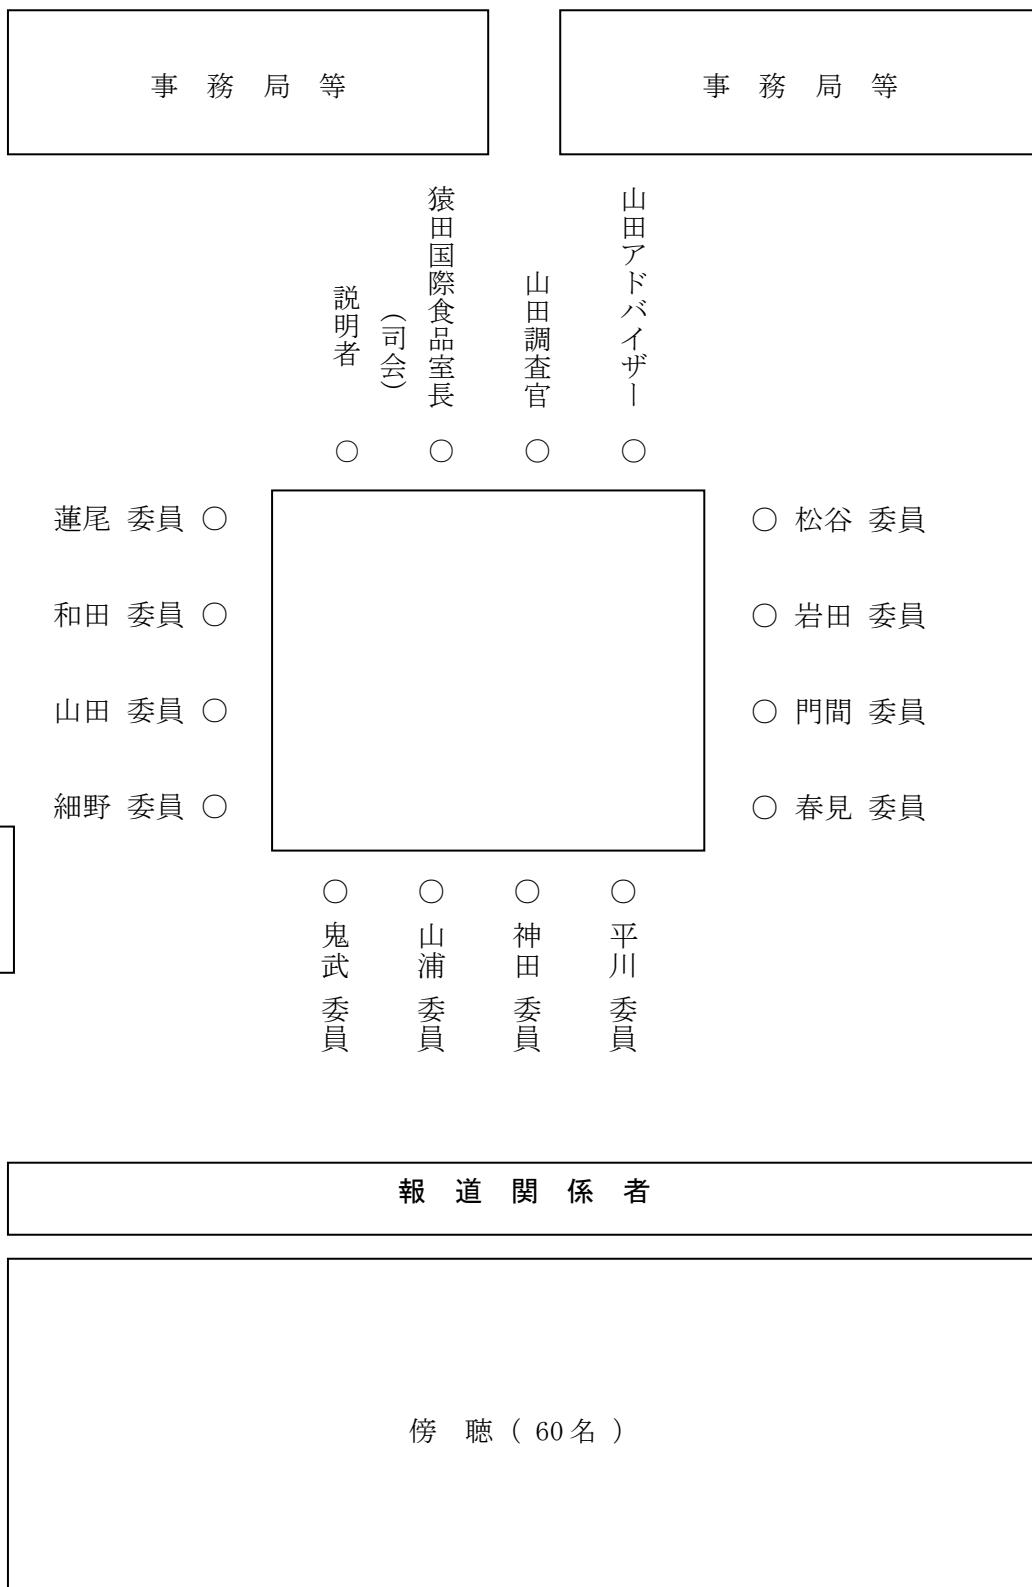 事 務 局 等
事 務 局 等
山田アドバイザー
山田調査官
猿田国際食品室長
(司会)
説明者
○ ○ ○ ○
蓮尾 委員 ○
○ 松谷 委員
和田 委員 ○
○ 岩田 委員
山田 委員 ○
○ 門間 委員
細野 委員 ○
○ 春見 委員
○ ○ ○ ○
平川 委員
神田 委員
山浦 委員
鬼武 委員
報 道 関 係 者
傍 聴 ( 60名 )